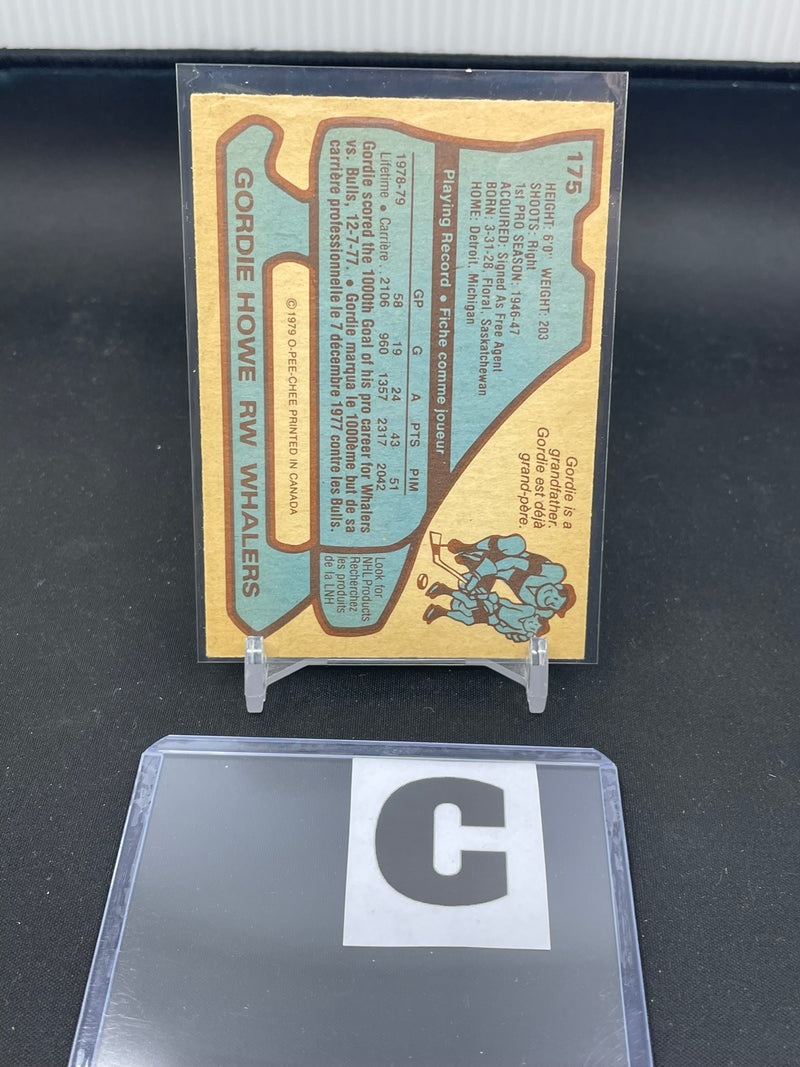 175
HEIGHT: 6'0" WEIGHT: 203
SHOOTS: Right
1st PRO SEASON: 1946-47
ACQUIRED: Signed As Free Agent
BORN: 3-31-28, Floral, Saskatchewan
HOME: Detroit, Michigan
Gordie is a
grandfather.
Gordie est déjà
grand-père.
Playing Record • Fiche comme joueur
GP G A PTS PIM
1978-79 58 19 24 43 51
Lifetime • Carrière .. 2106 960 1357 2317 2042
Gordie scored the 1000th Goal of his pro career for Whalers
vs. Bulls, 12-7-77. • Gordie marqua le 1000ème but de sa
carrière professionnelle le 7 décembre 1977 contre les Bulls.
Look for
NHL Products
Recherchez
les produits
de la LNH
©1979 O-PEE-CHEE PRINTED IN CANADA
GORDIE HOWE RW WHALERS
C